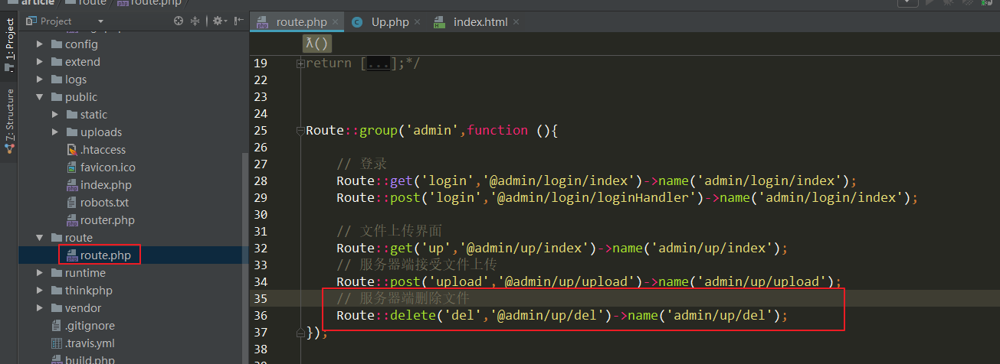 article route route.php
1: Project
Z: Structure
Project
config
extend
logs
public
static
uploads
.htaccess
favicon.ico
index.php
robots.txt
router.php
route
route.php
runtime
thinkphp
vendor
.gitignore
.travis.yml
build.php
route.php Up.php index.html
λ()
19 return [...];*/
22
23
24
25 Route::group('admin',function (){
26
27 // 登录
28 Route::get('login','@admin/login/index')->name('admin/login/index');
29 Route::post('login','@admin/login/loginHandler')->name('admin/login/index');
30
31 // 文件上传界面
32 Route::get('up','@admin/up/index')->name('admin/up/index');
33 // 服务器端接受文件上传
34 Route::post('upload','@admin/up/upload')->name('admin/up/upload');
35 // 服务器端删除文件
36 Route::delete('del','@admin/up/del')->name('admin/up/del');
37 });
38